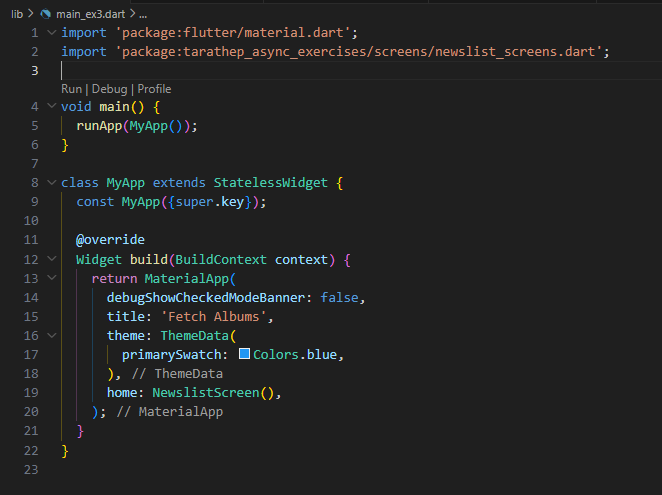 lib > main_ex3.dart > ...
1 import 'package:flutter/material.dart';
2 import 'package:tarathep_async_exercises/screens/newslist_screens.dart';
3
Run | Debug | Profile
4 void main() {
5   runApp(MyApp());
6 }
7
8 class MyApp extends StatelessWidget {
9   const MyApp({super.key});
10
11   @override
12   Widget build(BuildContext context) {
13     return MaterialApp(
14       debugShowCheckedModeBanner: false,
15       title: 'Fetch Albums',
16       theme: ThemeData(
17         primarySwatch: Colors.blue,
18       ), // ThemeData
19       home: NewslistScreen(),
20     ); // MaterialApp
21   }
22 }
23